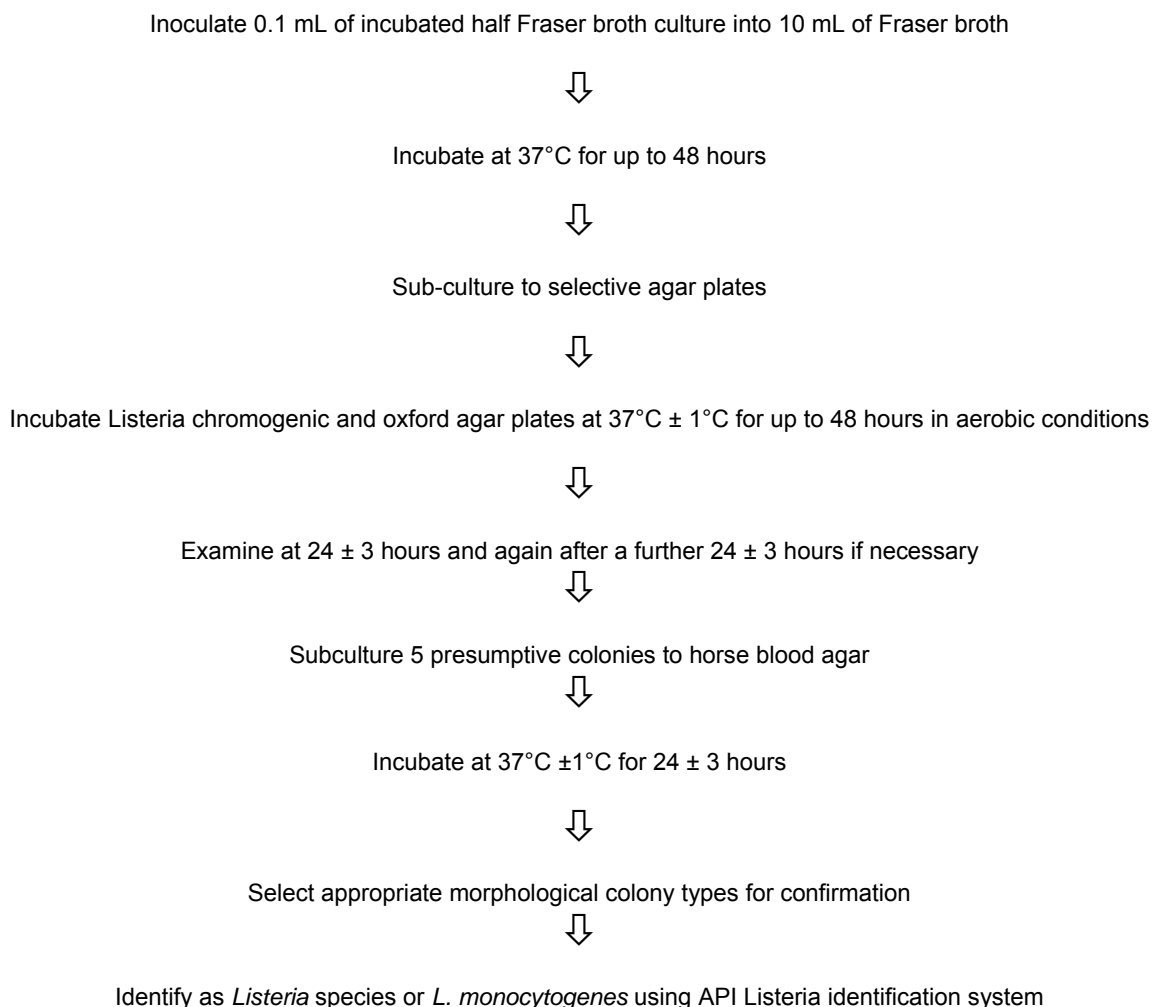 Inoculate 0.1 mL of incubated half Fraser broth culture into 10 mL of Fraser broth
Incubate at 37°C for up to 48 hours
Sub-culture to selective agar plates
Incubate Listeria chromogenic and oxford agar plates at 37°C ± 1°C for up to 48 hours in aerobic conditions
Examine at 24 ± 3 hours and again after a further 24 ± 3 hours if necessary
Subculture 5 presumptive colonies to horse blood agar
Incubate at 37°C ±1°C for 24 ± 3 hours
Select appropriate morphological colony types for confirmation
Identify as Listeria species or L. monocytogenes using API Listeria identification system